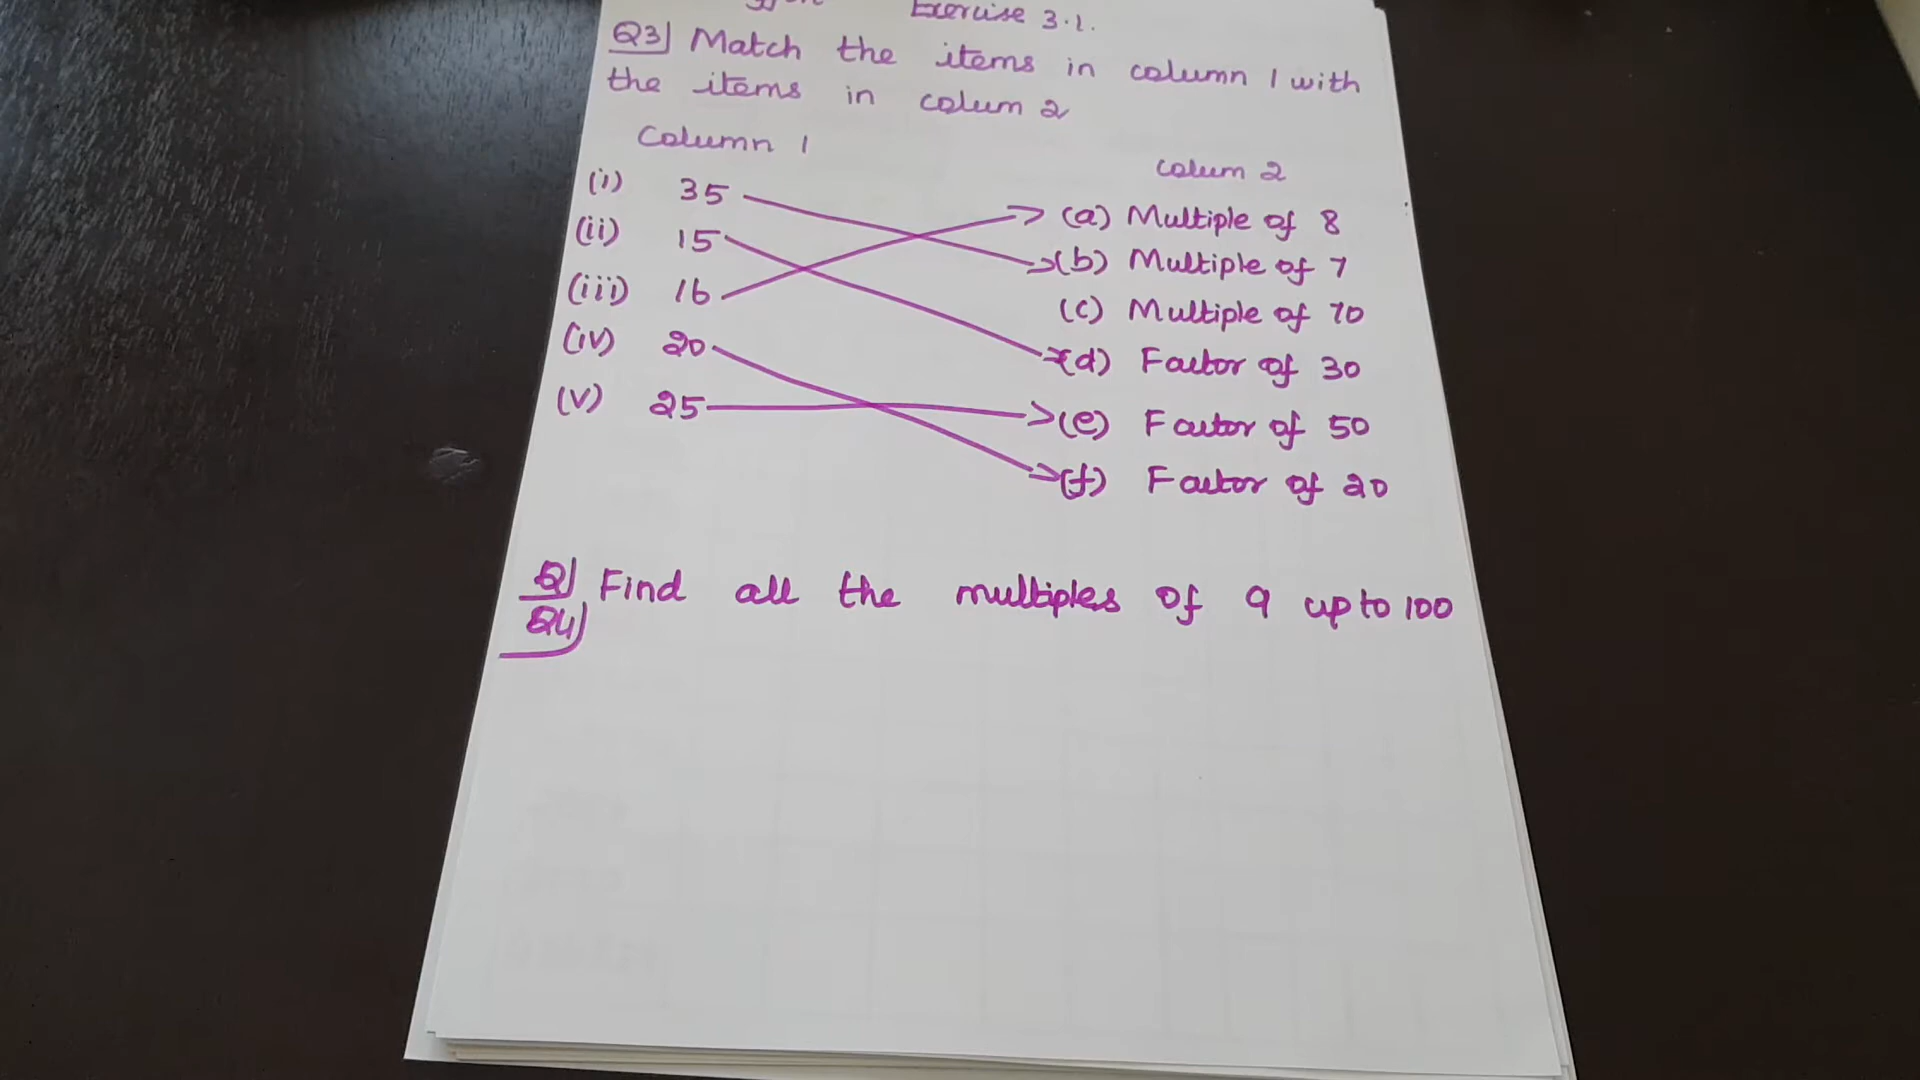 Exercise 3.1.
Q3) Match the items in column 1 with
the items in colum 2
Column 1 Colum 2
(i) 35 (a) Multiple of 8
(ii) 15 (b) Multiple of 7
(iii) 16 (c) Multiple of 70
(iv) 20 (d) Factor of 30
(v) 25 (e) Factor of 50
(f) Factor of 20
Q) Find all the multiples of 9 up to 100
Q4)